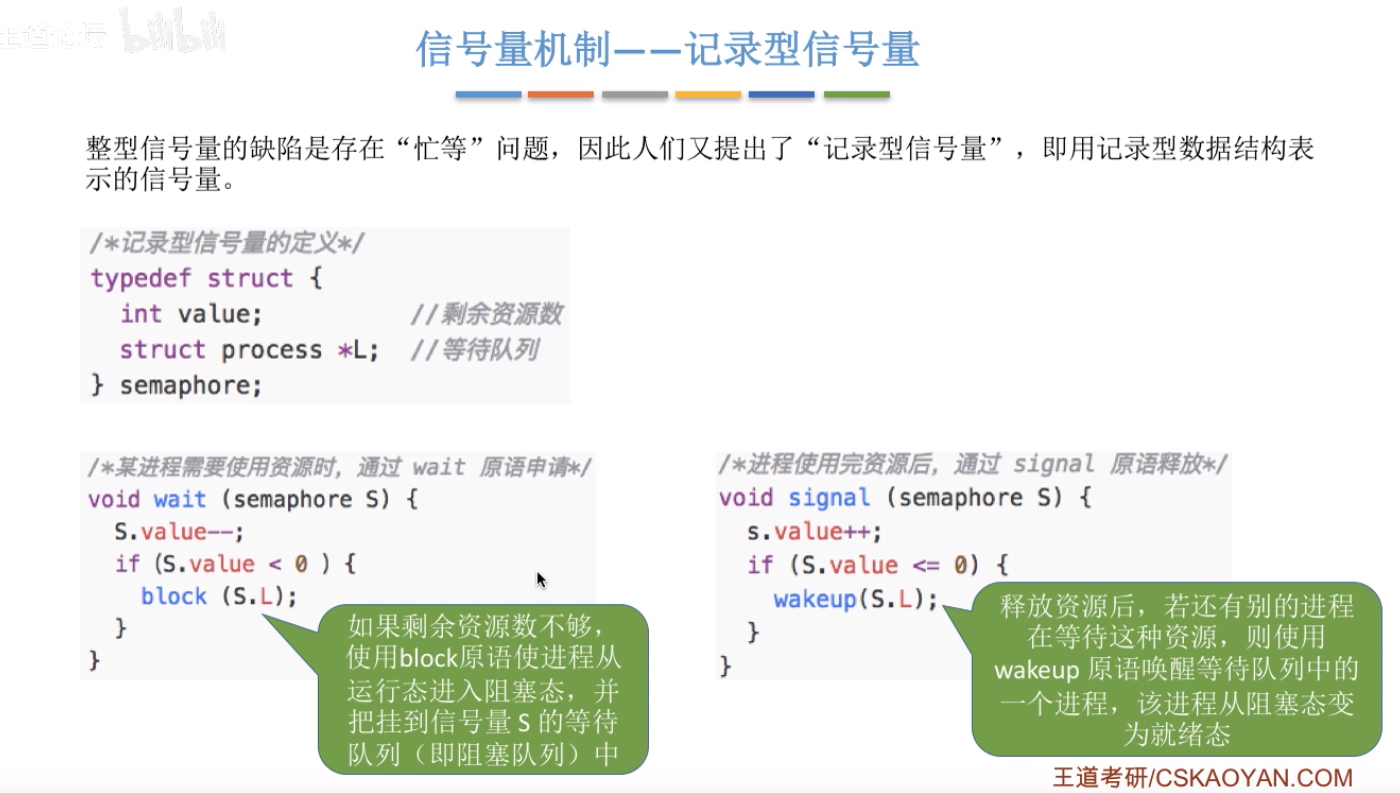 王道论坛 bilibili
信号量机制——记录型信号量
整型信号量的缺陷是存在“忙等”问题，因此人们又提出了“记录型信号量”，即用记录型数据结构表
示的信号量。
/*记录型信号量的定义*/
typedef struct {
int value; //剩余资源数
struct process *L; //等待队列
} semaphore;
/*某进程需要使用资源时，通过 wait 原语申请*/
void wait (semaphore S) {
S.value--;
if (S.value < 0 ) {
block (S.L);
}
}
如果剩余资源数不够，
使用block原语使进程从
运行态进入阻塞态，并
把挂到信号量 S 的等待
队列（即阻塞队列）中
/*进程使用完资源后，通过 signal 原语释放*/
void signal (semaphore S) {
s.value++;
if (S.value <= 0) {
wakeup(S.L);
}
}
释放资源后，若还有别的进程
在等待这种资源，则使用
wakeup 原语唤醒等待队列中的
一个进程，该进程从阻塞态变
为就绪态
王道考研/CSKAOYAN.COM